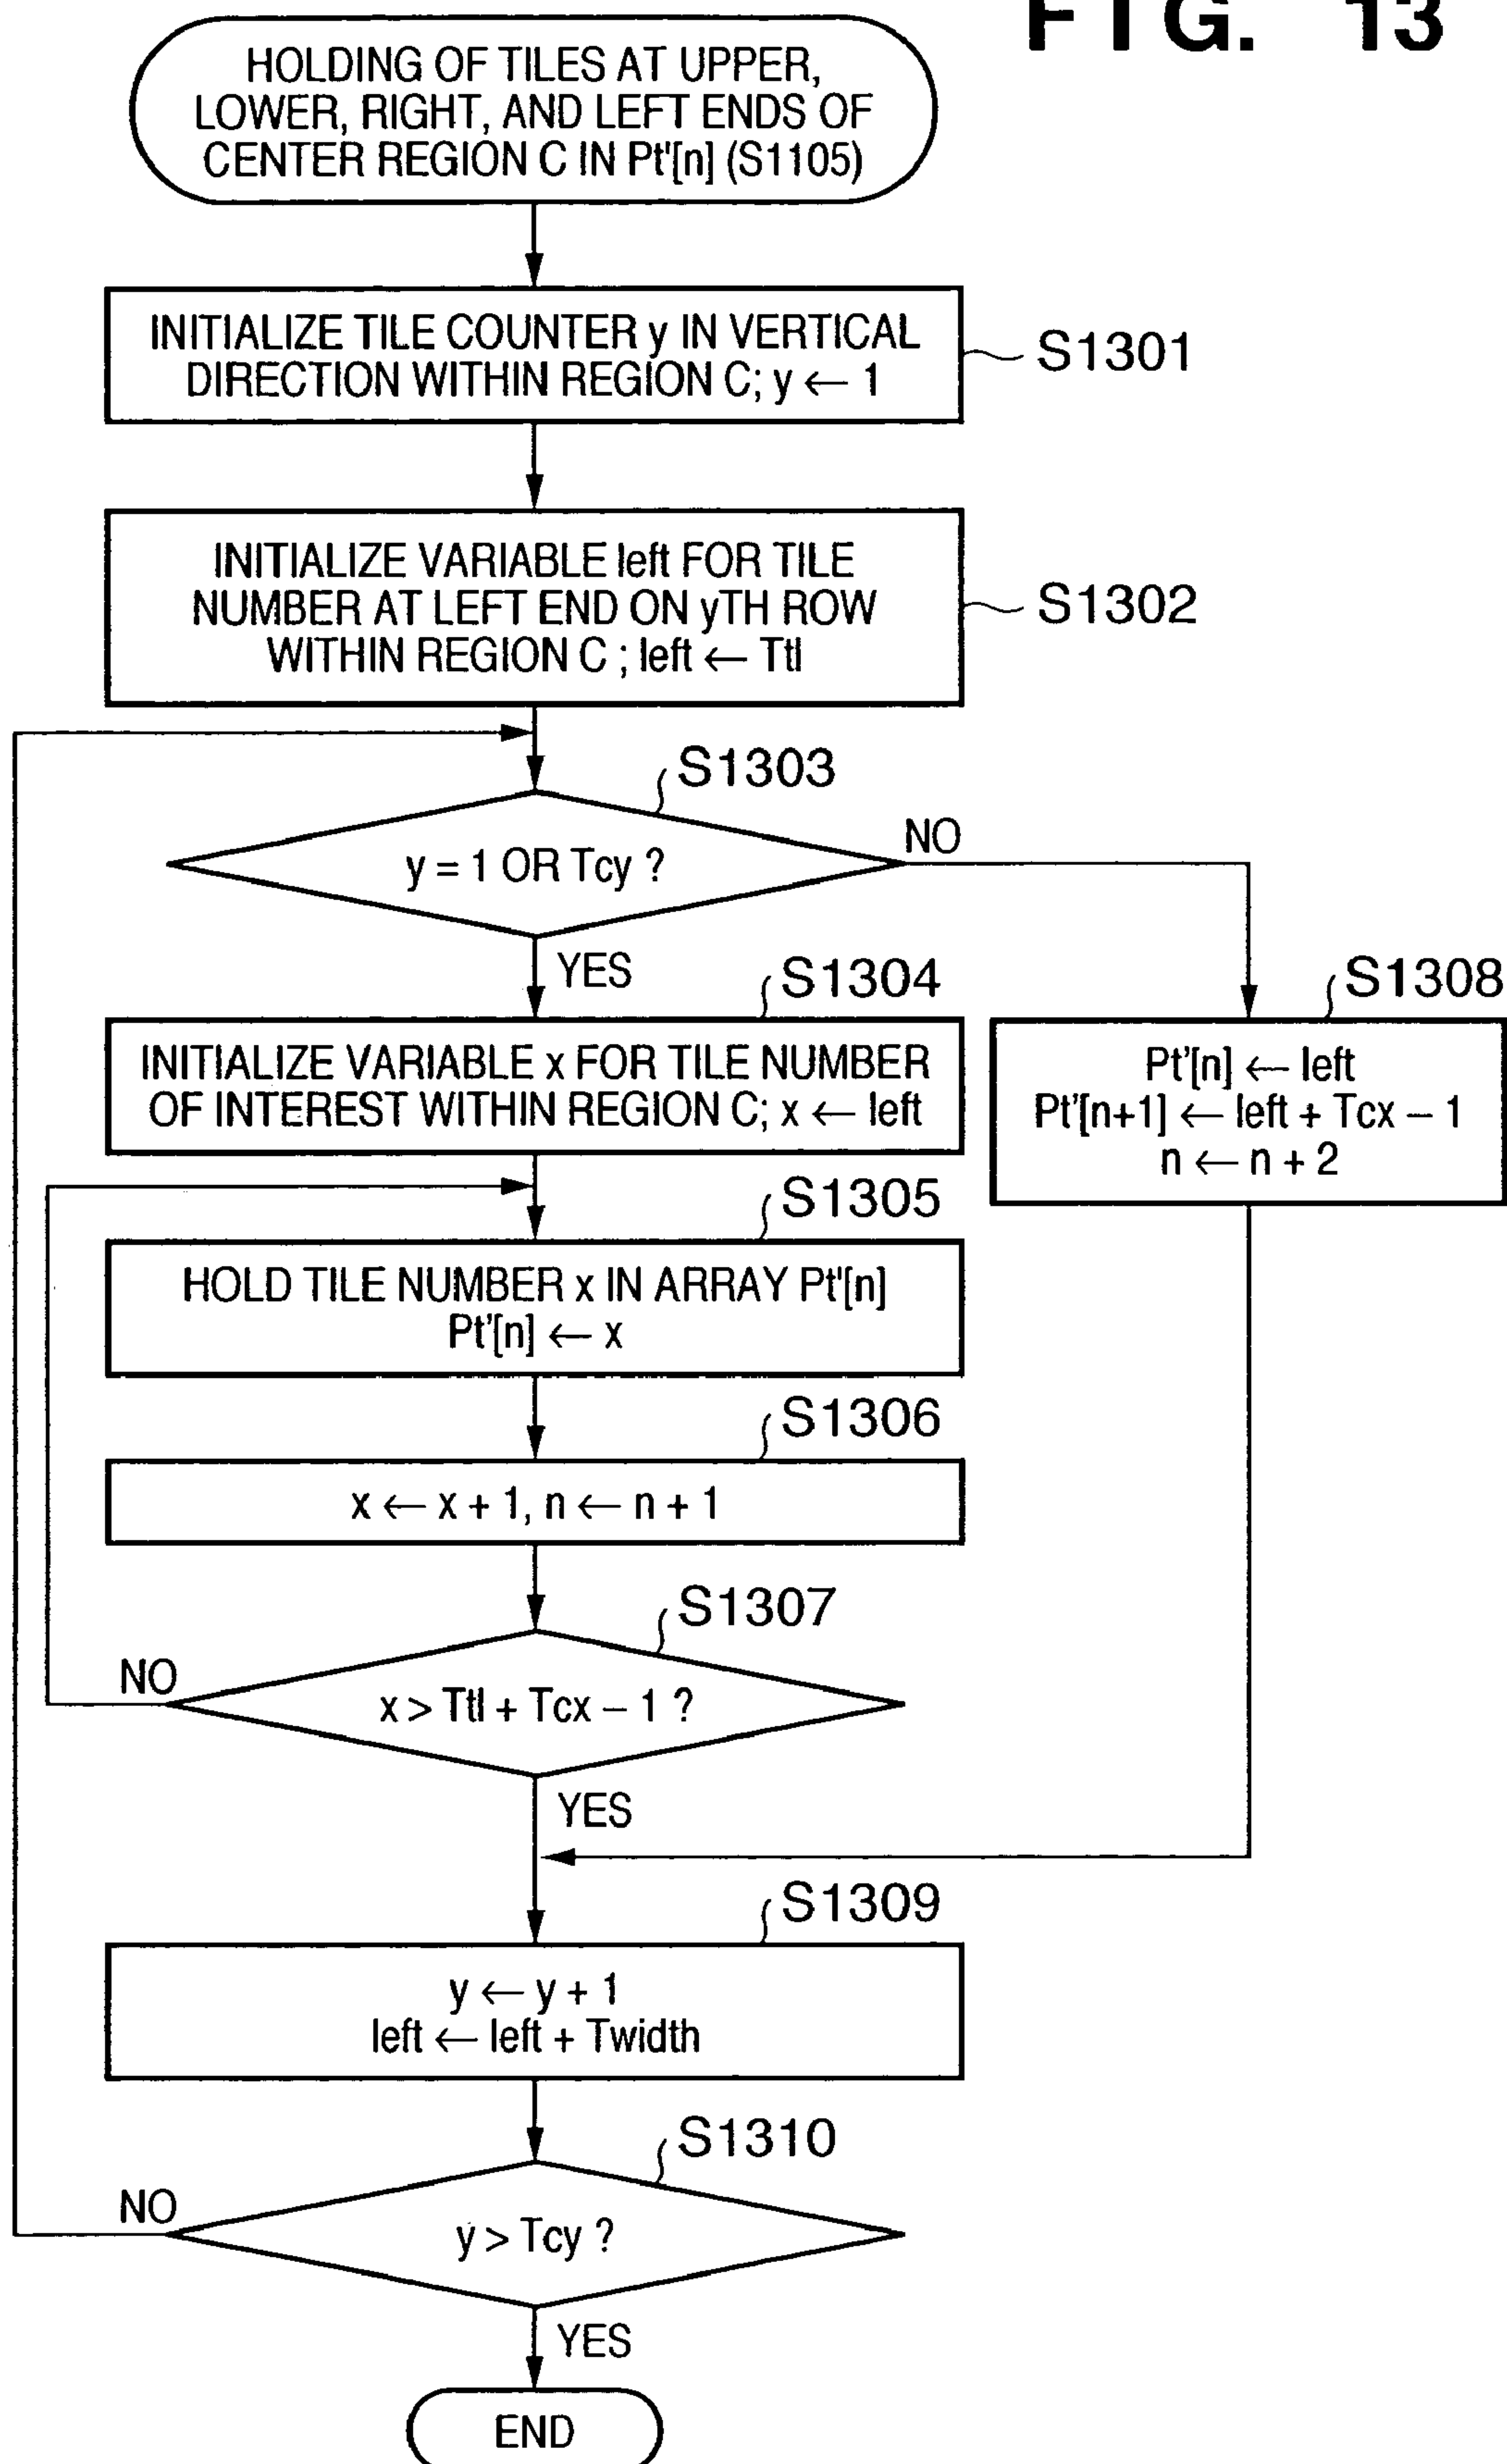 FIG. 13
HOLDING OF TILES AT UPPER,
LOWER, RIGHT, AND LEFT ENDS OF
CENTER REGION C IN Pt'[n] (S1105)
INITIALIZE TILE COUNTER y IN VERTICAL
DIRECTION WITHIN REGION C; y ← 1
S1301
INITIALIZE VARIABLE left FOR TILE
NUMBER AT LEFT END ON yTH ROW
WITHIN REGION C ; left ← Ttl
S1302
S1303
y = 1 OR Tcy ?
NO
YES
S1304
INITIALIZE VARIABLE x FOR TILE NUMBER
OF INTEREST WITHIN REGION C; x ← left
S1308
Pt'[n] ← left
Pt'[n+1] ← left + Tcx – 1
n ← n + 2
S1305
HOLD TILE NUMBER x IN ARRAY Pt'[n]
Pt'[n] ← x
S1306
x ← x + 1, n ← n + 1
S1307
NO
x > Ttl + Tcx – 1 ?
YES
S1309
y ← y + 1
left ← left + Twidth
S1310
NO
y > Tcy ?
YES
END